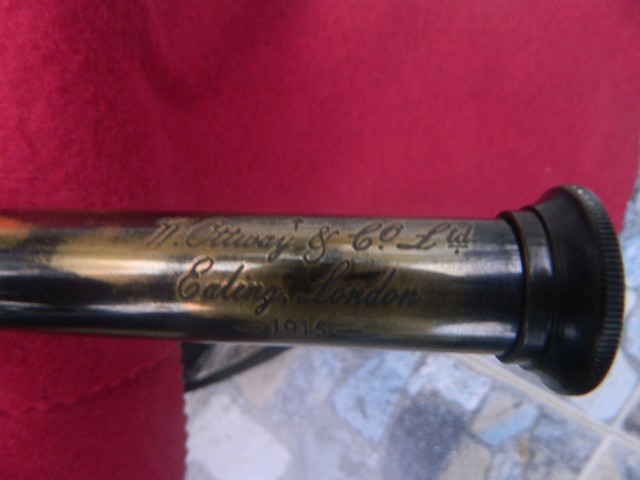 W. Ottway & Co. Ltd.
Ealing, London
—1915—